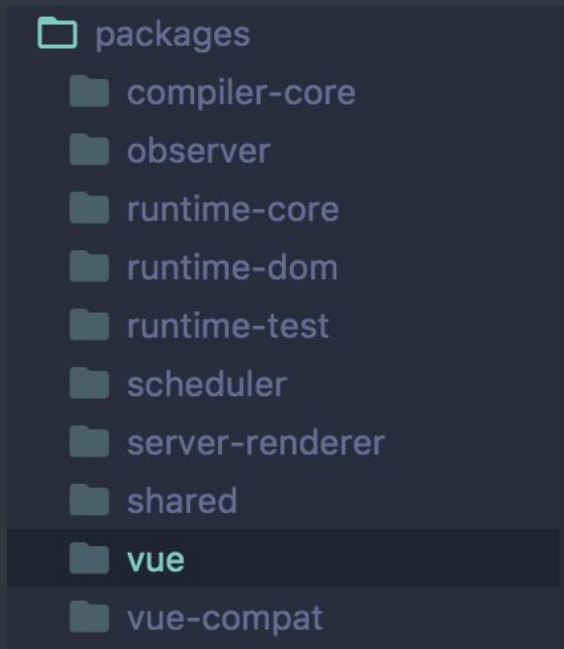 packages
compiler-core
observer
runtime-core
runtime-dom
runtime-test
scheduler
server-renderer
shared
vue
vue-compat